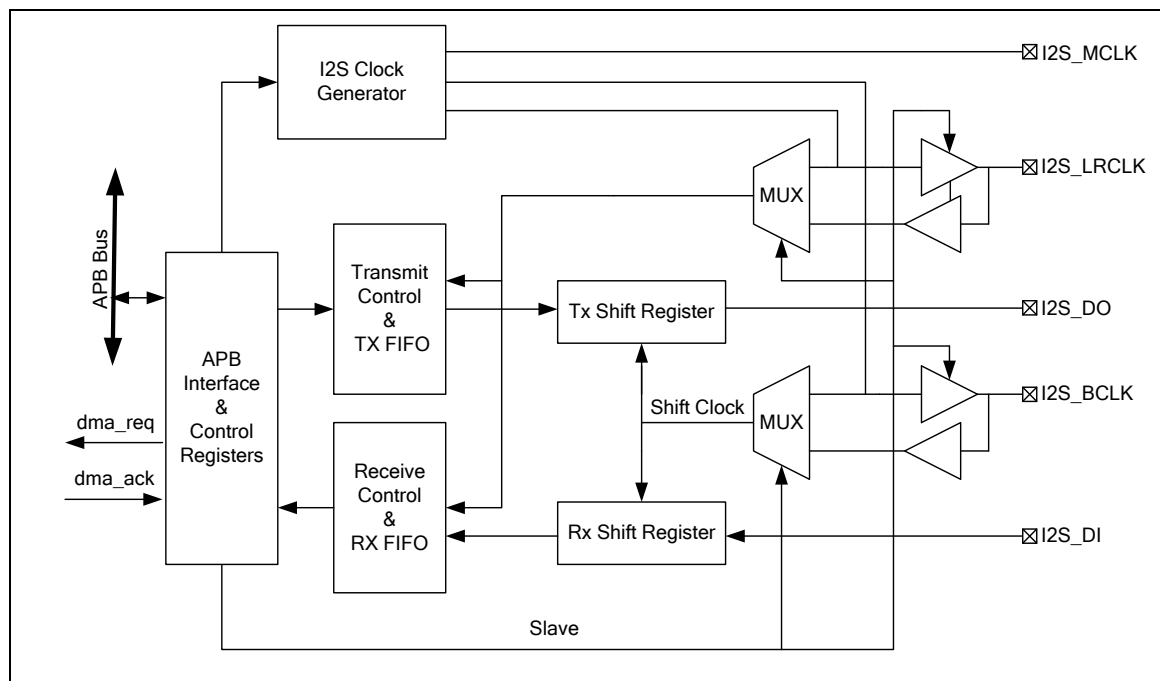 I2S Clock
Generator
I2S_MCLK
MUX
I2S_LRCLK
APB Bus
Transmit
Control
&
TX FIFO
Tx Shift Register
I2S_DO
APB
Interface
&
Control
Registers
dma_req
dma_ack
Shift Clock
MUX
I2S_BCLK
Receive
Control
&
RX FIFO
Rx Shift Register
I2S_DI
Slave